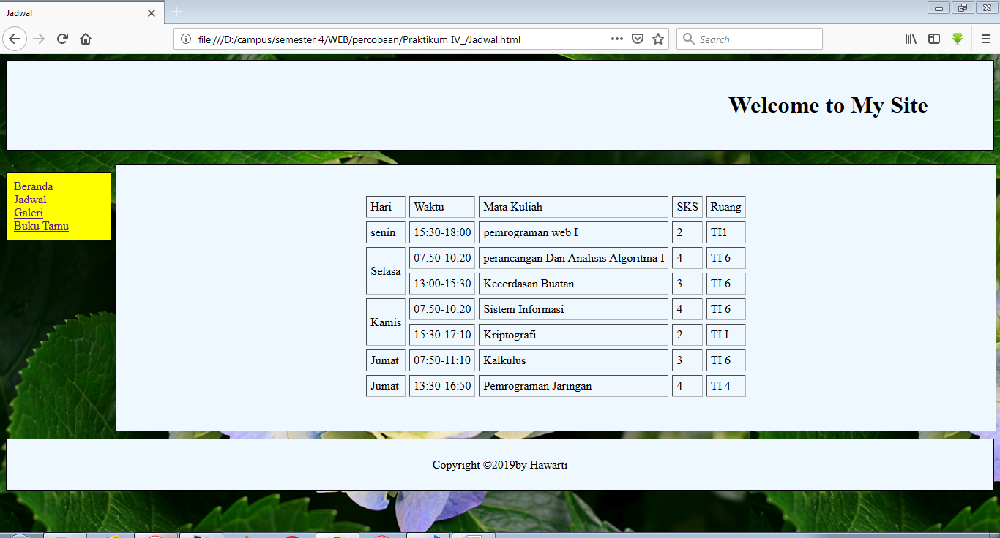 Jadwal
file:///D:/campus/semester 4/WEB/percobaan/Praktikum IV_/Jadwal.html
Search
Welcome to My Site
Beranda
Jadwal
Galeri
Buku Tamu
Hari Waktu Mata Kuliah SKS Ruang
senin 15:30-18:00 pemrograman web I 2 TI1
Selasa 07:50-10:20 perancangan Dan Analisis Algoritma I 4 TI 6
13:00-15:30 Kecerdasan Buatan 3 TI 6
Kamis 07:50-10:20 Sistem Informasi 4 TI 6
15:30-17:10 Kriptografi 2 TI I
Jumat 07:50-11:10 Kalkulus 3 TI 6
Jumat 13:30-16:50 Pemrograman Jaringan 4 TI 4
Copyright ©2019by Hawarti